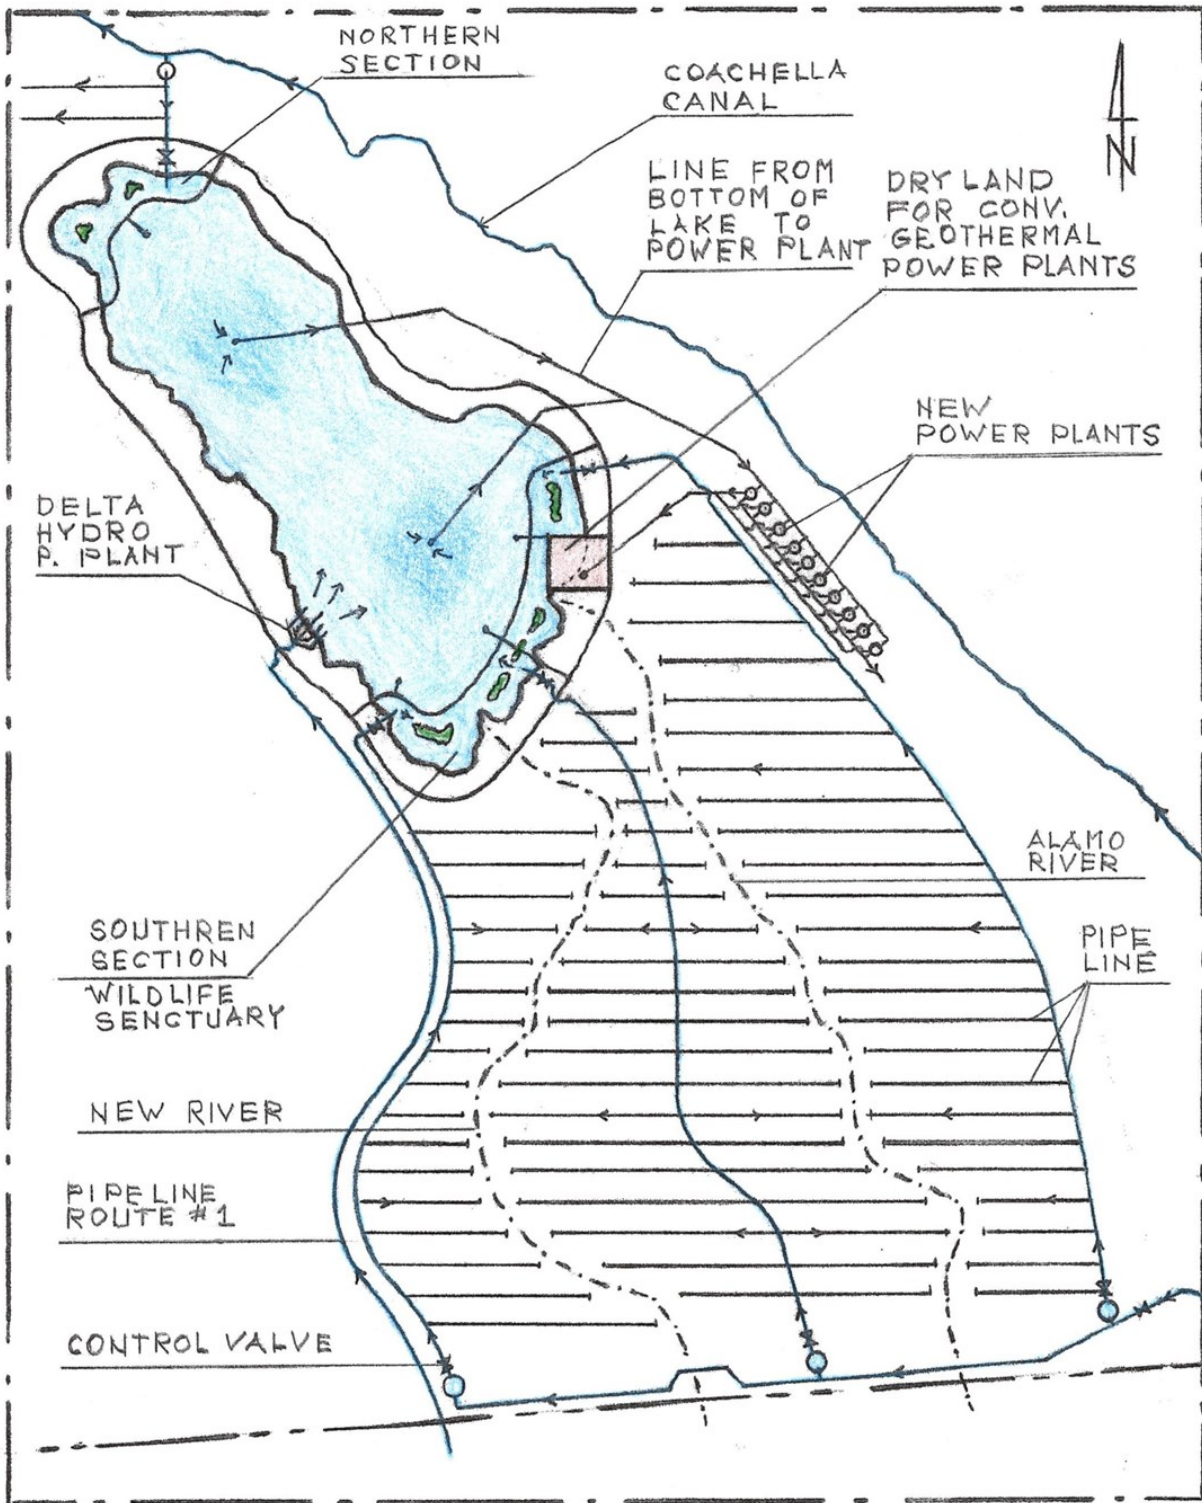 NORTHERN
SECTION
COACHELLA
CANAL
N
LINE FROM
BOTTOM OF
LAKE TO
POWER PLANT
DRY LAND
FOR CONV.
GEOTHERMAL
POWER PLANTS
NEW
POWER PLANTS
DELTA
HYDRO
P. PLANT
ALAMO
RIVER
SOUTHREN
SECTION
WILDLIFE
SENCTUARY
PIPE
LINE
NEW RIVER
PIPELINE
ROUTE #1
CONTROL VALVE